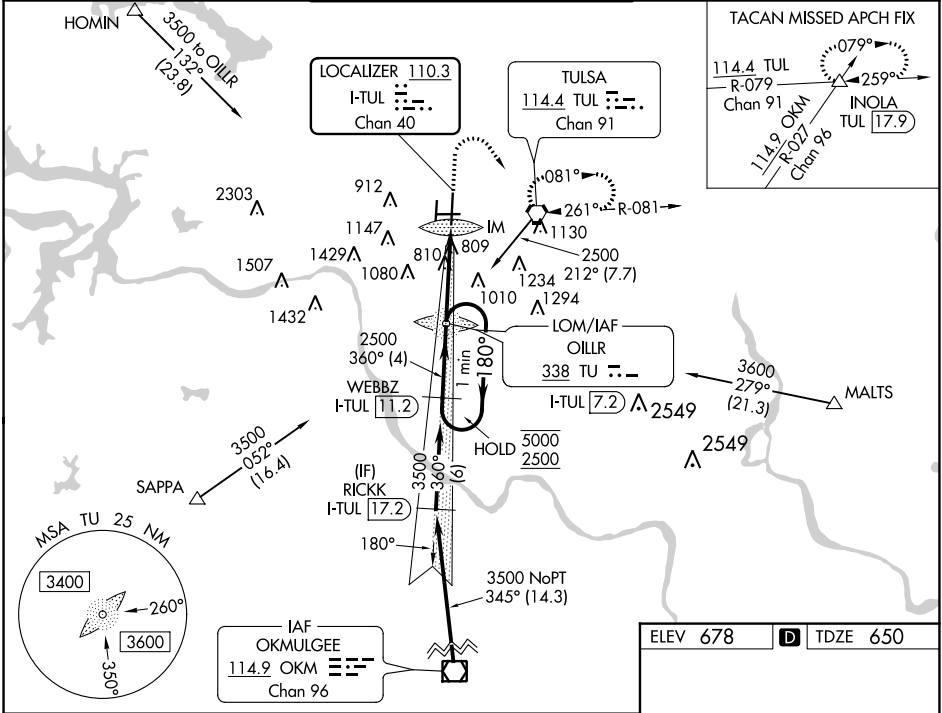 HOMIN
3500 to OILLR
132°
(23.8)
LOCALIZER 110.3
I-TUL
Chan 40
TULSA
114.4 TUL
Chan 91
TACAN MISSED APCH FIX
079°
114.4 TUL
R-079
Chan 91
259°
INOLA
TUL 17.9
114.9 OKM
R-027
Chan 96
2303
912
081°
261°
R-081
IM
1130
1147
1429
810
809
1080
2500
212° (7.7)
1507
1234
1010
1294
1432
2500
360° (4)
1 min
180°
LOM/IAF
OILLR
338 TU
I-TUL 7.2
2549
3600
279°
(21.3)
MALTS
WEBBZ
I-TUL 11.2
HOLD 5000
2500
2549
3500
052°
(16.4)
SAPPA
(IF)
RICKK
I-TUL 17.2
3500
360°
(6)
180°
MSA TU 25 NM
3400
260°
3600
350°
3500 NoPT
345° (14.3)
IAF
OKMULGEE
114.9 OKM
Chan 96
ELEV 678 D TDZE 650